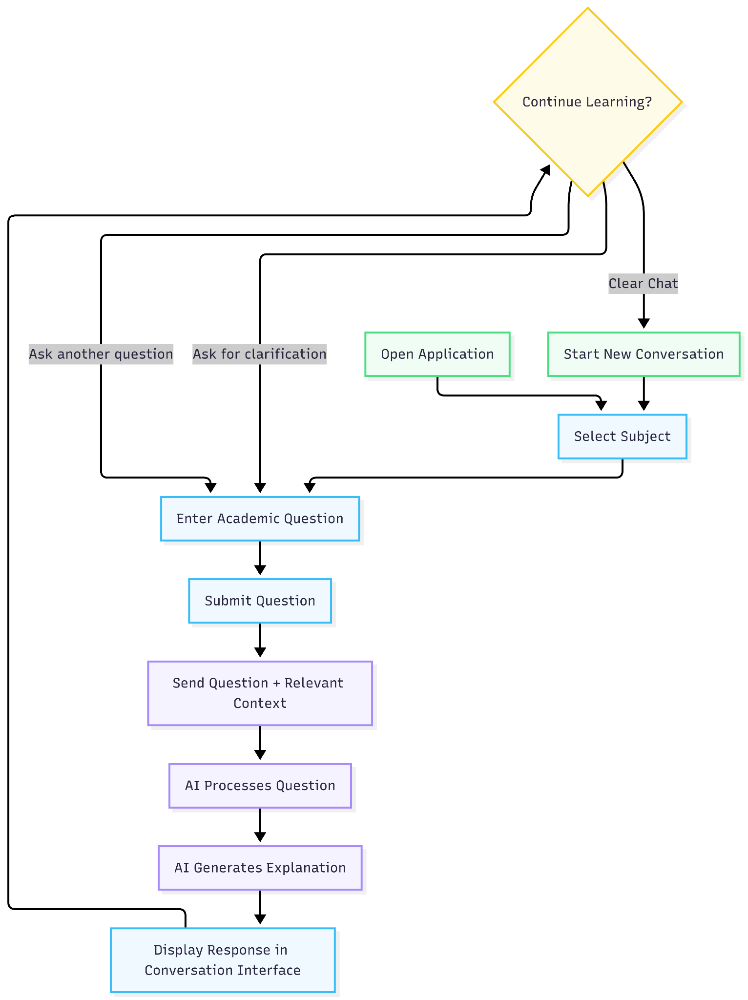 Continue Learning?
Clear Chat
Ask another question
Ask for clarification
Open Application
Start New Conversation
Select Subject
Enter Academic Question
Submit Question
Send Question + Relevant
Context
AI Processes Question
AI Generates Explanation
Display Response in
Conversation Interface